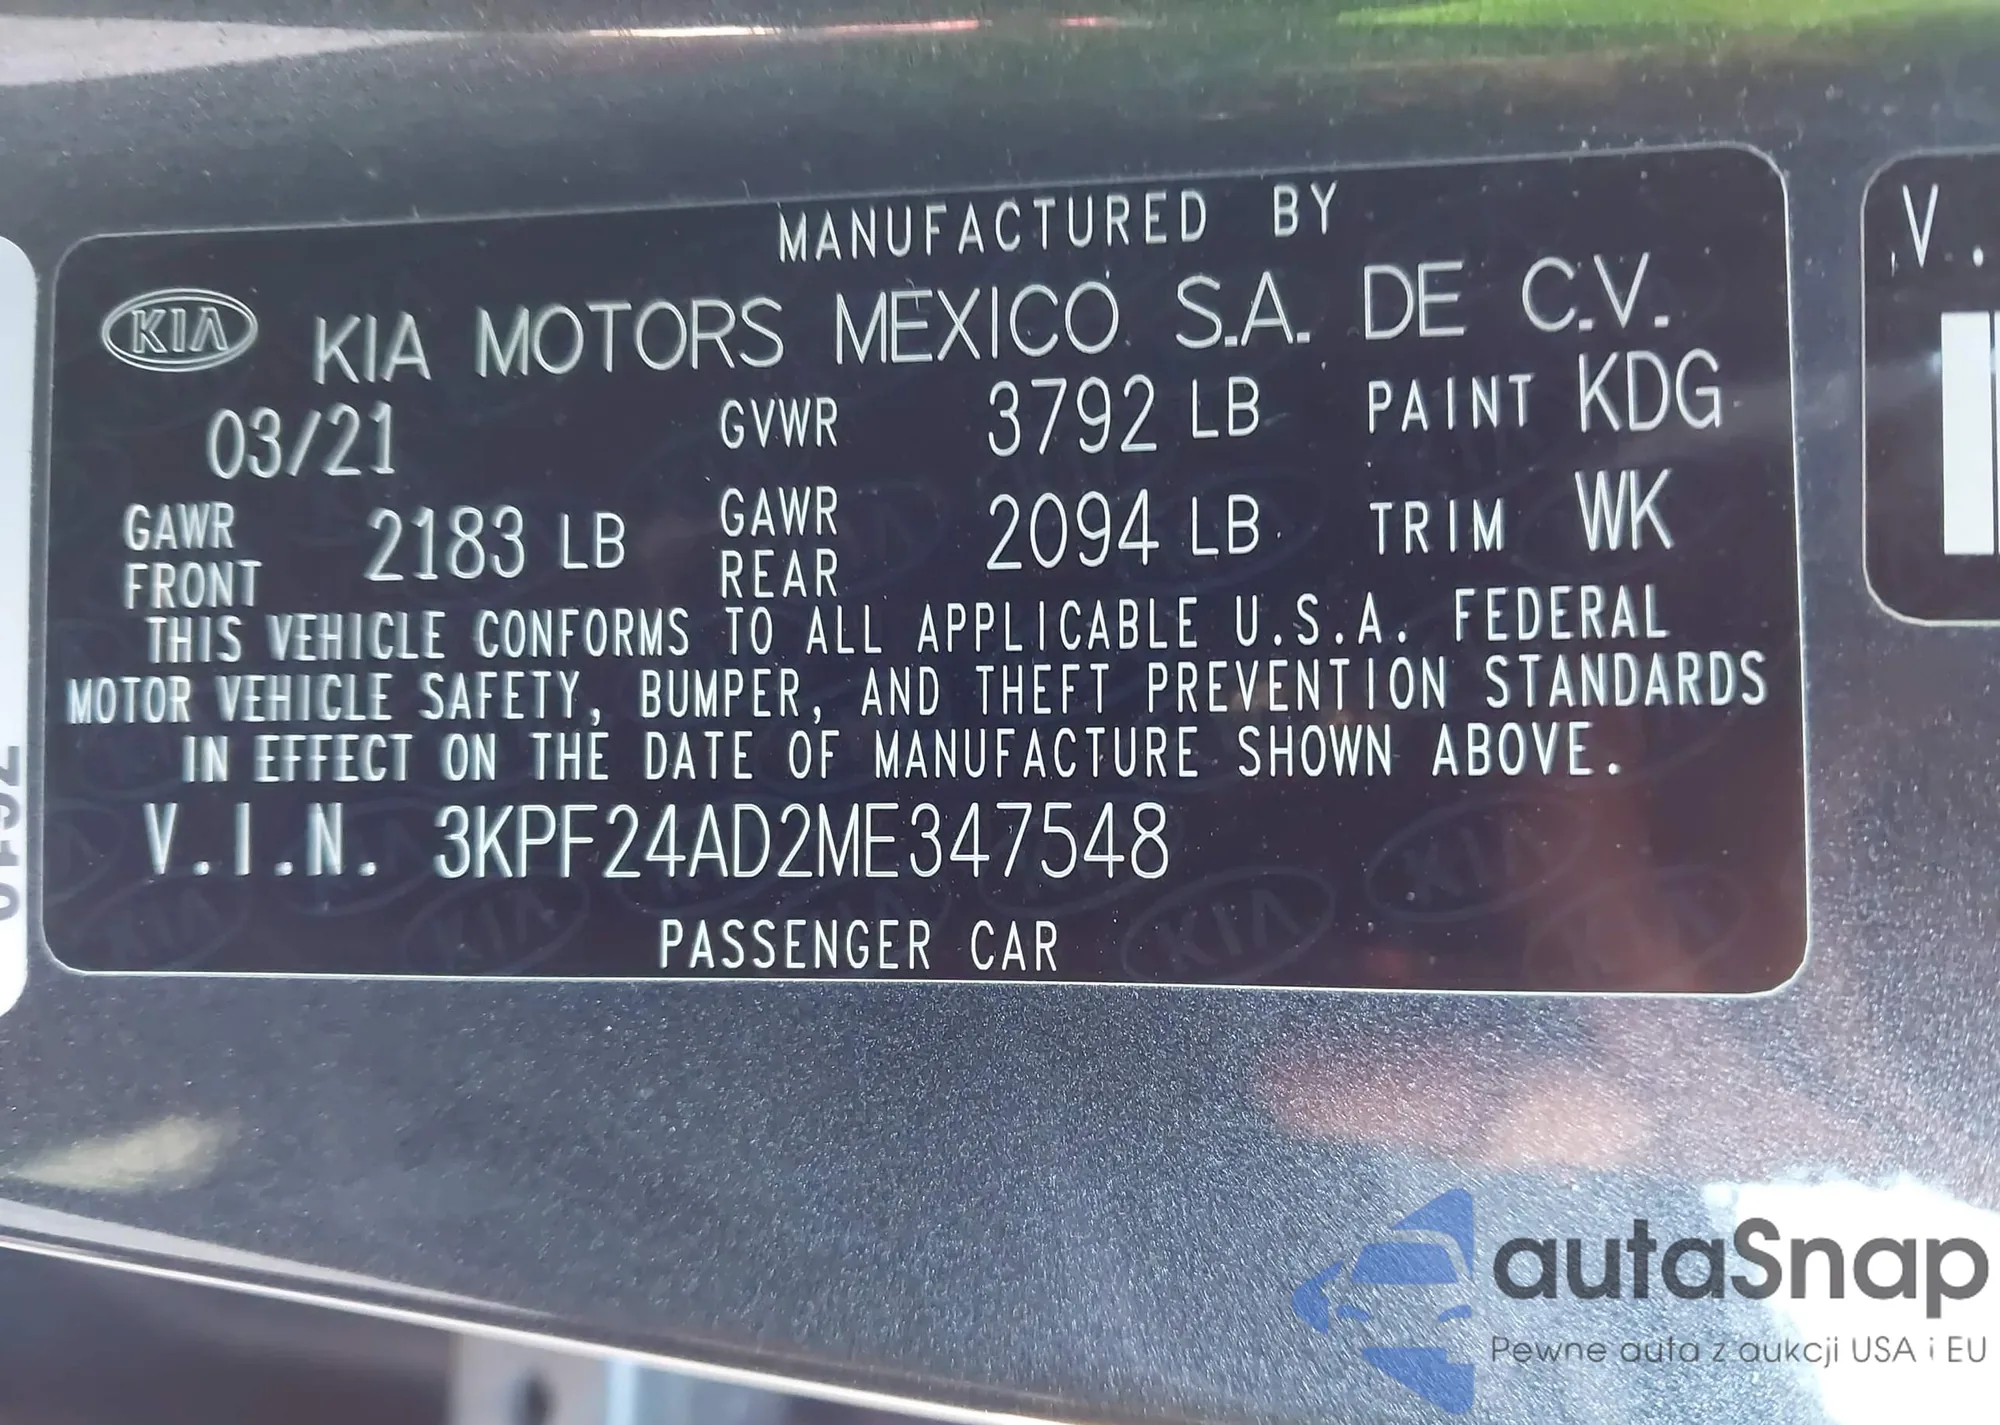 MANUFACTURED BY
KIA KIA MOTORS MEXICO S.A. DE C.V.
03/21 GVWR 3792 LB PAINT KDG
GAWR FRONT 2183 LB GAWR REAR 2094 LB TRIM WK
THIS VEHICLE CONFORMS TO ALL APPLICABLE U.S.A. FEDERAL
MOTOR VEHICLE SAFETY, BUMPER, AND THEFT PREVENTION STANDARDS
IN EFFECT ON THE DATE OF MANUFACTURE SHOWN ABOVE.
V.I.N. 3KPF24AD2ME347548
PASSENGER CAR
V.
autaSnap
Pewne auta z aukcji USA i EU